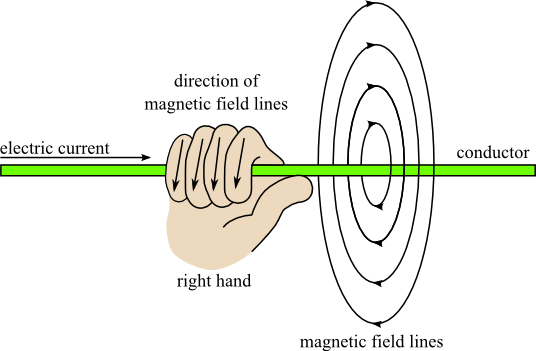 direction of
magnetic field lines
electric current
conductor
right hand
magnetic field lines